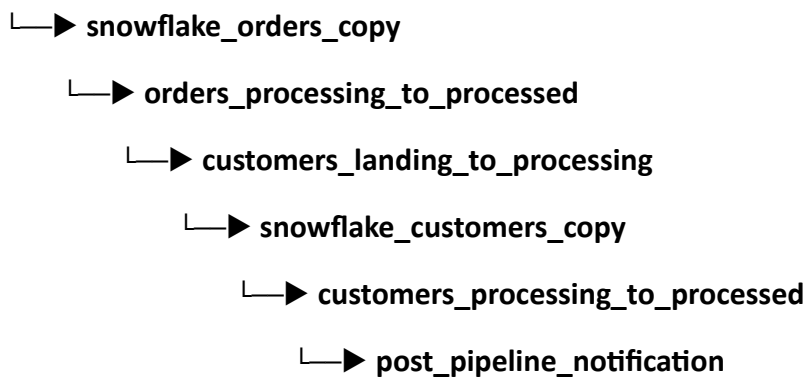 └─▶ snowflake_orders_copy
└─▶ orders_processing_to_processed
└─▶ customers_landing_to_processing
└─▶ snowflake_customers_copy
└─▶ customers_processing_to_processed
└─▶ post_pipeline_notification